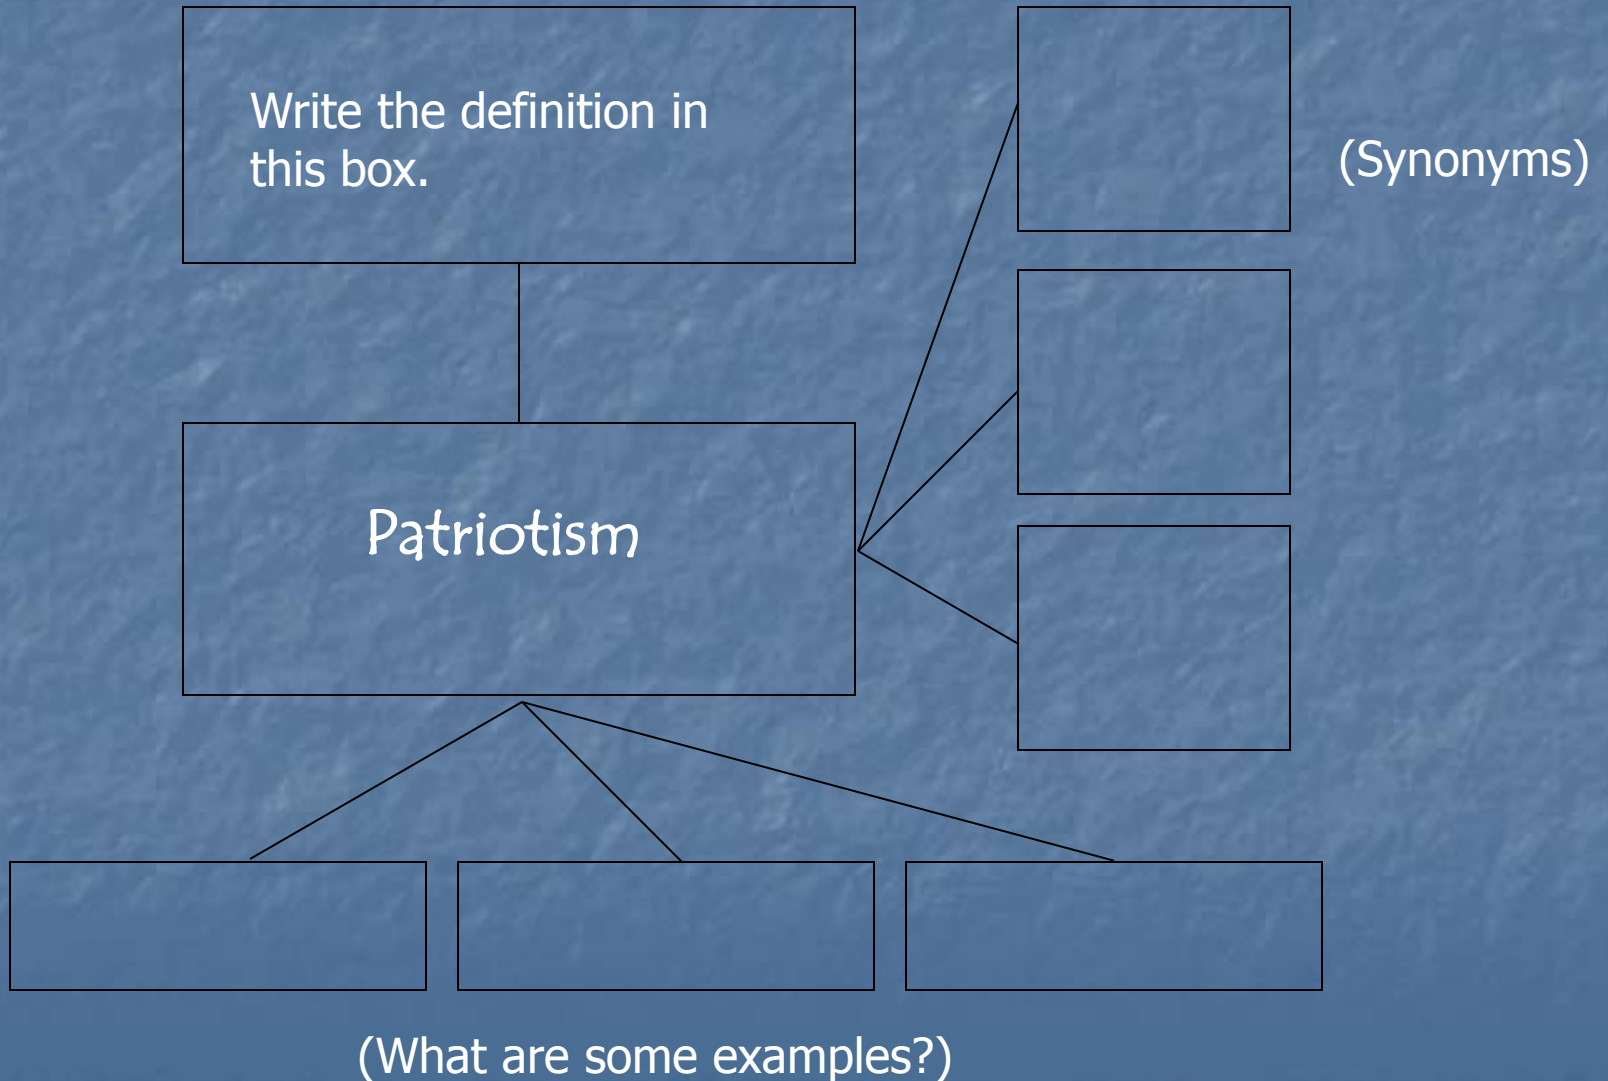 Write the definition in
this box.
(Synonyms)
Patriotism
(What are some examples?)